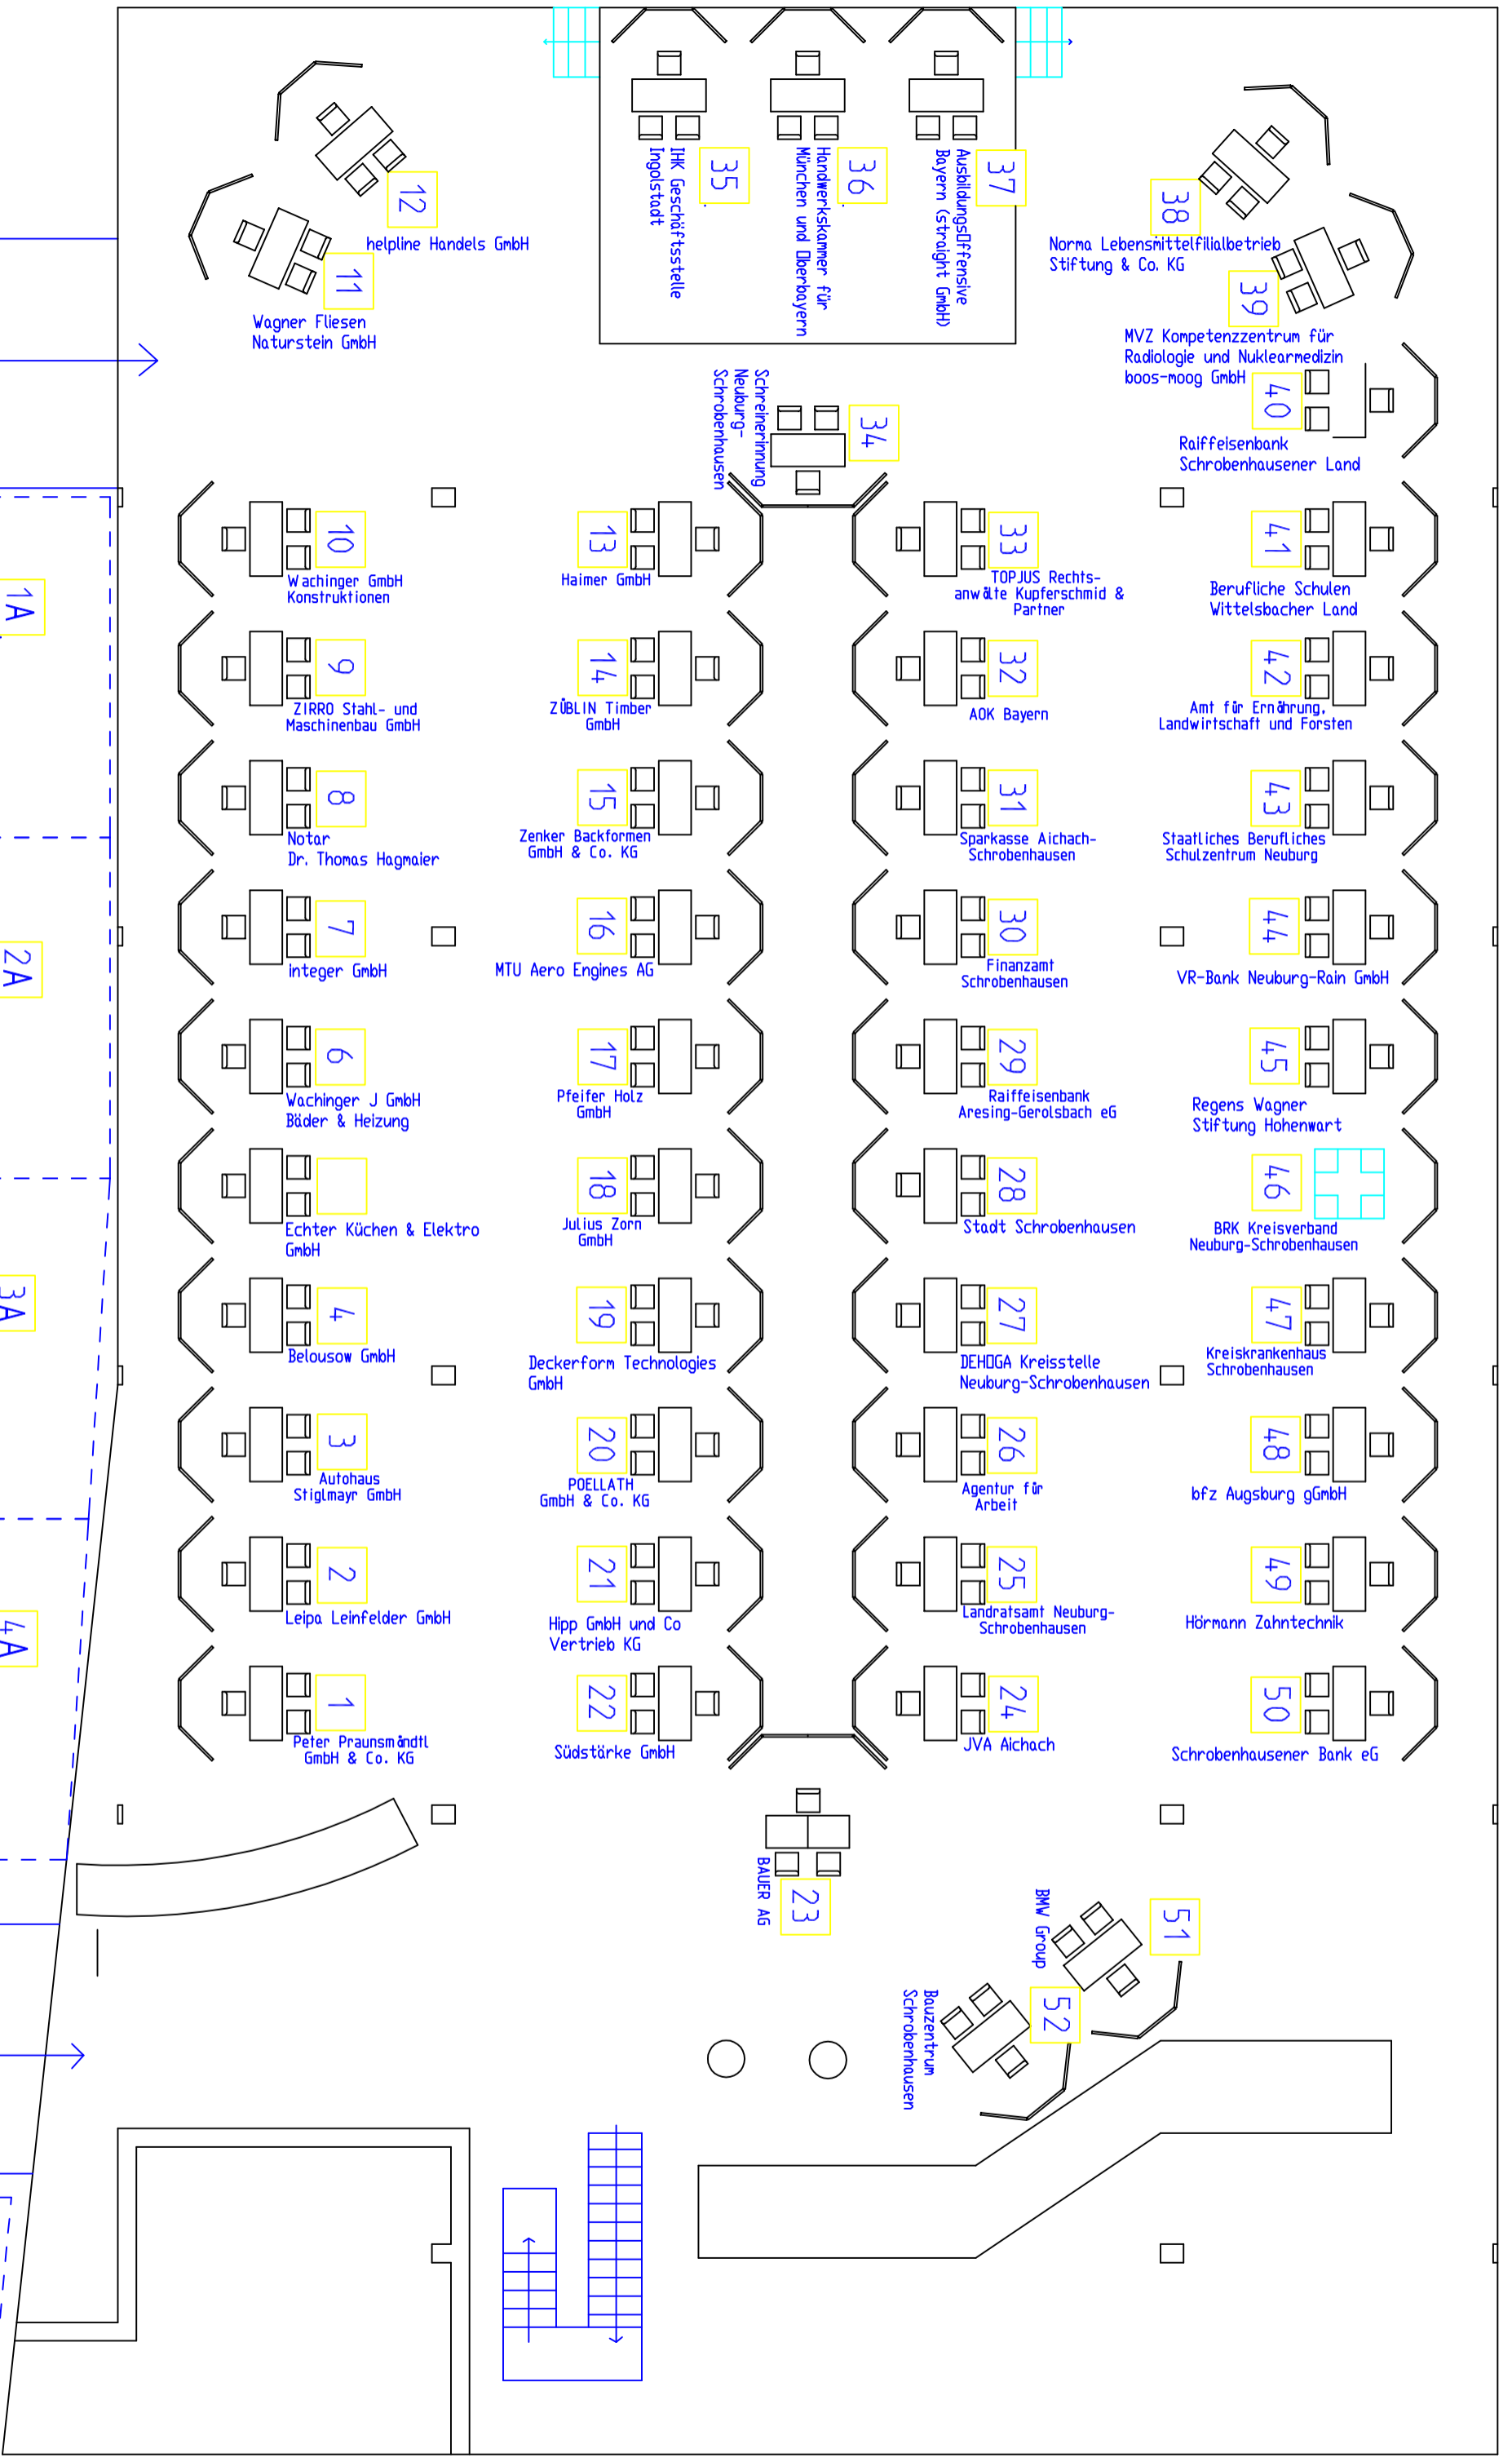 35
IHK Geschäftsstelle
Ingolstadt
36
Handwerkskammer für
München und Oberbayern
37
AusbildungsOffensive
Bayern (straight GmbH)
12
helpline Handels GmbH
11
Wagner Fliesen
Naturstein GmbH
38
Norma Lebensmittelfilialbetrieb
Stiftung & Co. KG
39
MVZ Kompetenzzentrum für
Radiologie und Nuklearmedizin
boos-moog GmbH
40
Raiffeisenbank
Schrobenhausener Land
34
Schreinerinnung
Neuburg-
Schrobenhausen
1A
2A
3A
4A
10
Wachinger GmbH
Konstruktionen
9
ZIRRO Stahl- und
Maschinenbau GmbH
8
Notar
Dr. Thomas Hagmaier
7
integer GmbH
6
Wachinger J GmbH
Bäder & Heizung
Echter Küchen & Elektro
GmbH
4
Belousow GmbH
3
Autohaus
Stiglmayr GmbH
2
Leipa Leinfelder GmbH
1
Peter Praunsmåndtl
GmbH & Co. KG
13
Haimer GmbH
14
ZÜBLIN Timber
GmbH
15
Zenker Backformen
GmbH & Co. KG
16
MTU Aero Engines AG
17
Pfeifer Holz
GmbH
18
Julius Zorn
GmbH
19
Deckerform Technologies
GmbH
20
POELLATH
GmbH & Co. KG
21
Hipp GmbH und Co
Vertrieb KG
22
Südstärke GmbH
33
TOPJUS Rechts-
anwålte Kupferschmid &
Partner
32
AOK Bayern
31
Sparkasse Aichach-
Schrobenhausen
30
Finanzamt
Schrobenhausen
29
Raiffeisenbank
Aresing-Gerolsbach eG
28
Stadt Schrobenhausen
27
DEHOGA Kreisstelle
Neuburg-Schrobenhausen
26
Agentur für
Arbeit
25
Landratsamt Neuburg-
Schrobenhausen
24
JVA Aichach
41
Berufliche Schulen
Wittelsbacher Land
42
Amt für Ernåhrung,
Landwirtschaft und Forsten
43
Staatliches Berufliches
Schulzentrum Neuburg
44
VR-Bank Neuburg-Rain GmbH
45
Regens Wagner
Stiftung Hohenwart
46
BRK Kreisverband
Neuburg-Schrobenhausen
47
Kreiskrankenhaus
Schrobenhausen
48
bfz Augsburg gGmbH
49
Hörmann Zahntechnik
50
Schrobenhausener Bank eG
23
BAUER AG
51
BMW Group
52
Bauzentrum
Schrobenhausen